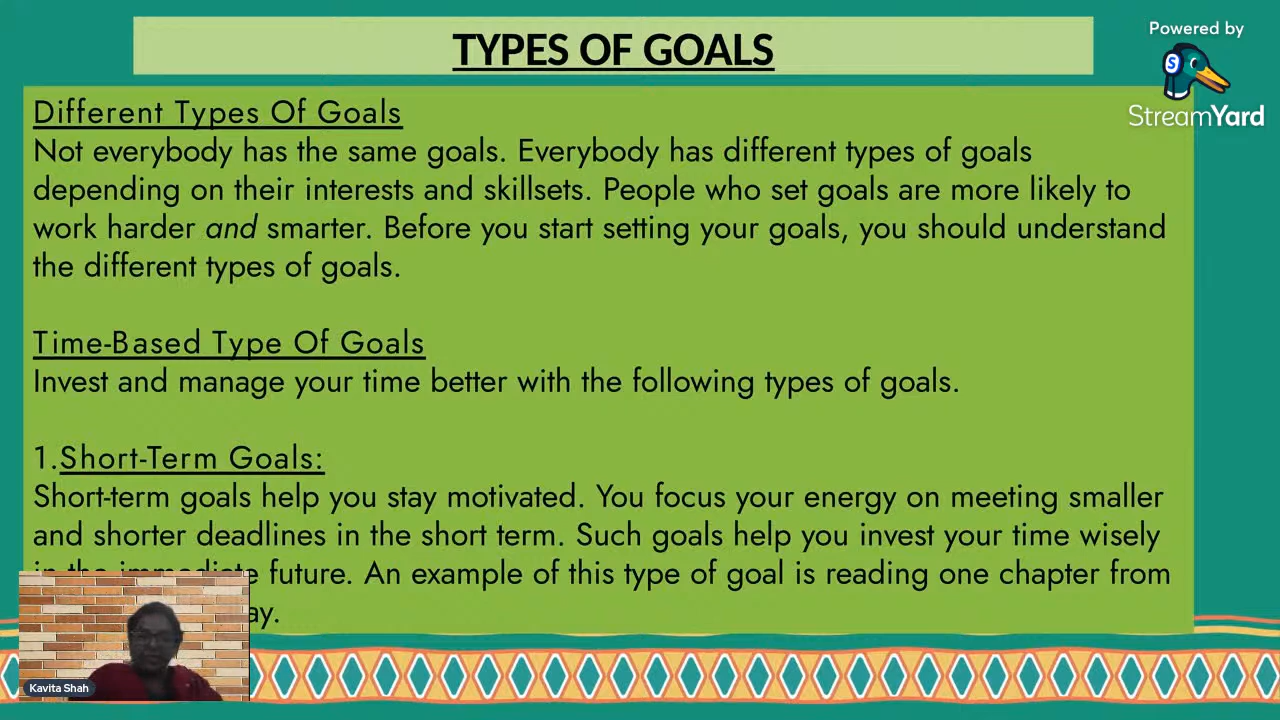 TYPES OF GOALS
Powered by
S
StreamYard
Different Types Of Goals
Not everybody has the same goals. Everybody has different types of goals
depending on their interests and skillsets. People who set goals are more likely to
work harder and smarter. Before you start setting your goals, you should understand
the different types of goals.
Time-Based Type Of Goals
Invest and manage your time better with the following types of goals.
1.Short-Term Goals:
Short-term goals help you stay motivated. You focus your energy on meeting smaller
and shorter deadlines in the short term. Such goals help you invest your time wisely
in the immediate future. An example of this type of goal is reading one chapter from
Kavita Shah